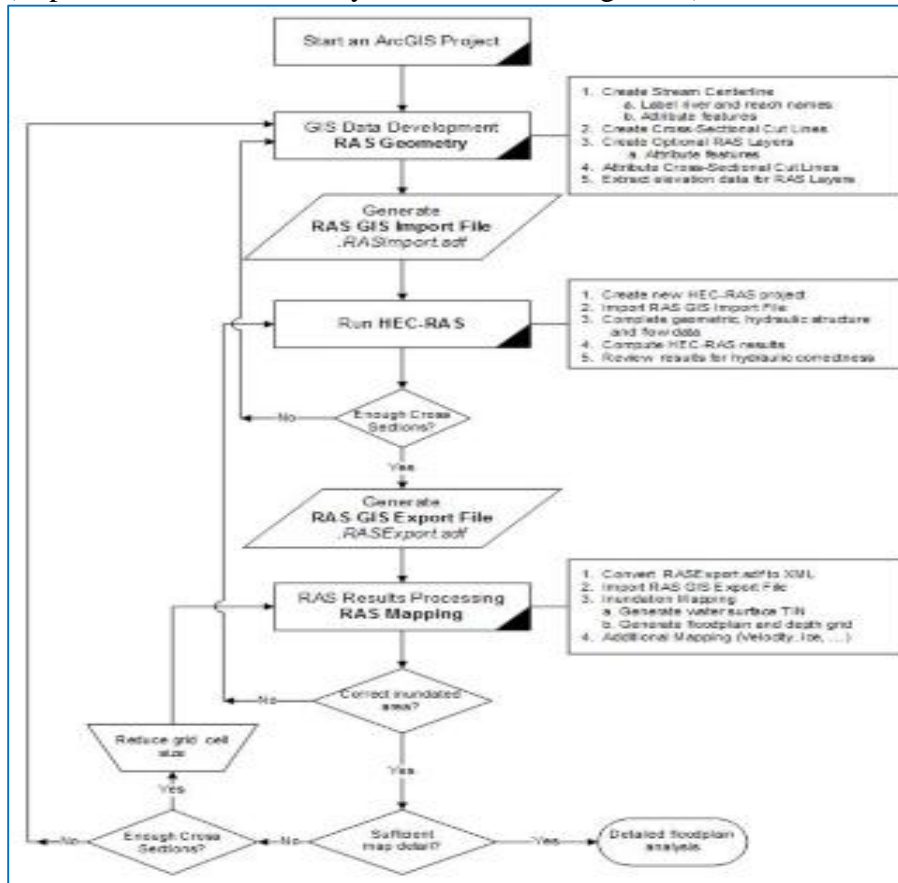 Start an ArcGIS Project
GIS Data Development
RAS Geometry
1. Create Stream Centerline
a. Label river and reach names
b. Attribute features
2. Create Cross-Sectional Cut Lines
3. Create Optional RAS Layers
a. Attribute features
4. Attribute Cross-Sectional Cut Lines
5. Extract elevation data for RAS Layers
Generate
RAS GIS Import File
.RASImport.sdf
Run HEC-RAS
1. Create new HEC-RAS project
2. Import RAS GIS Import File
3. Complete geometric, hydraulic structure
and flow data
4. Compute HEC-RAS results
5. Review results for hydraulic correctness
No
Enough Cross
Sections?
Yes
Generate
RAS GIS Export File
.RASExport.sdf
RAS Results Processing
RAS Mapping
1. Convert RASExport.sdf to XML
2. Import RAS GIS Export File
3. Inundation Mapping
a. Generate water surface TIN
b. Generate floodplain and depth grid
4. Additional Mapping (Velocity, Ice, ...)
No
Correct inundated
area?
Reduce grid cell
size
Yes
Yes
No
Enough Cross
Sections?
No
Sufficient
map detail?
Yes
Detailed floodplain
analysis